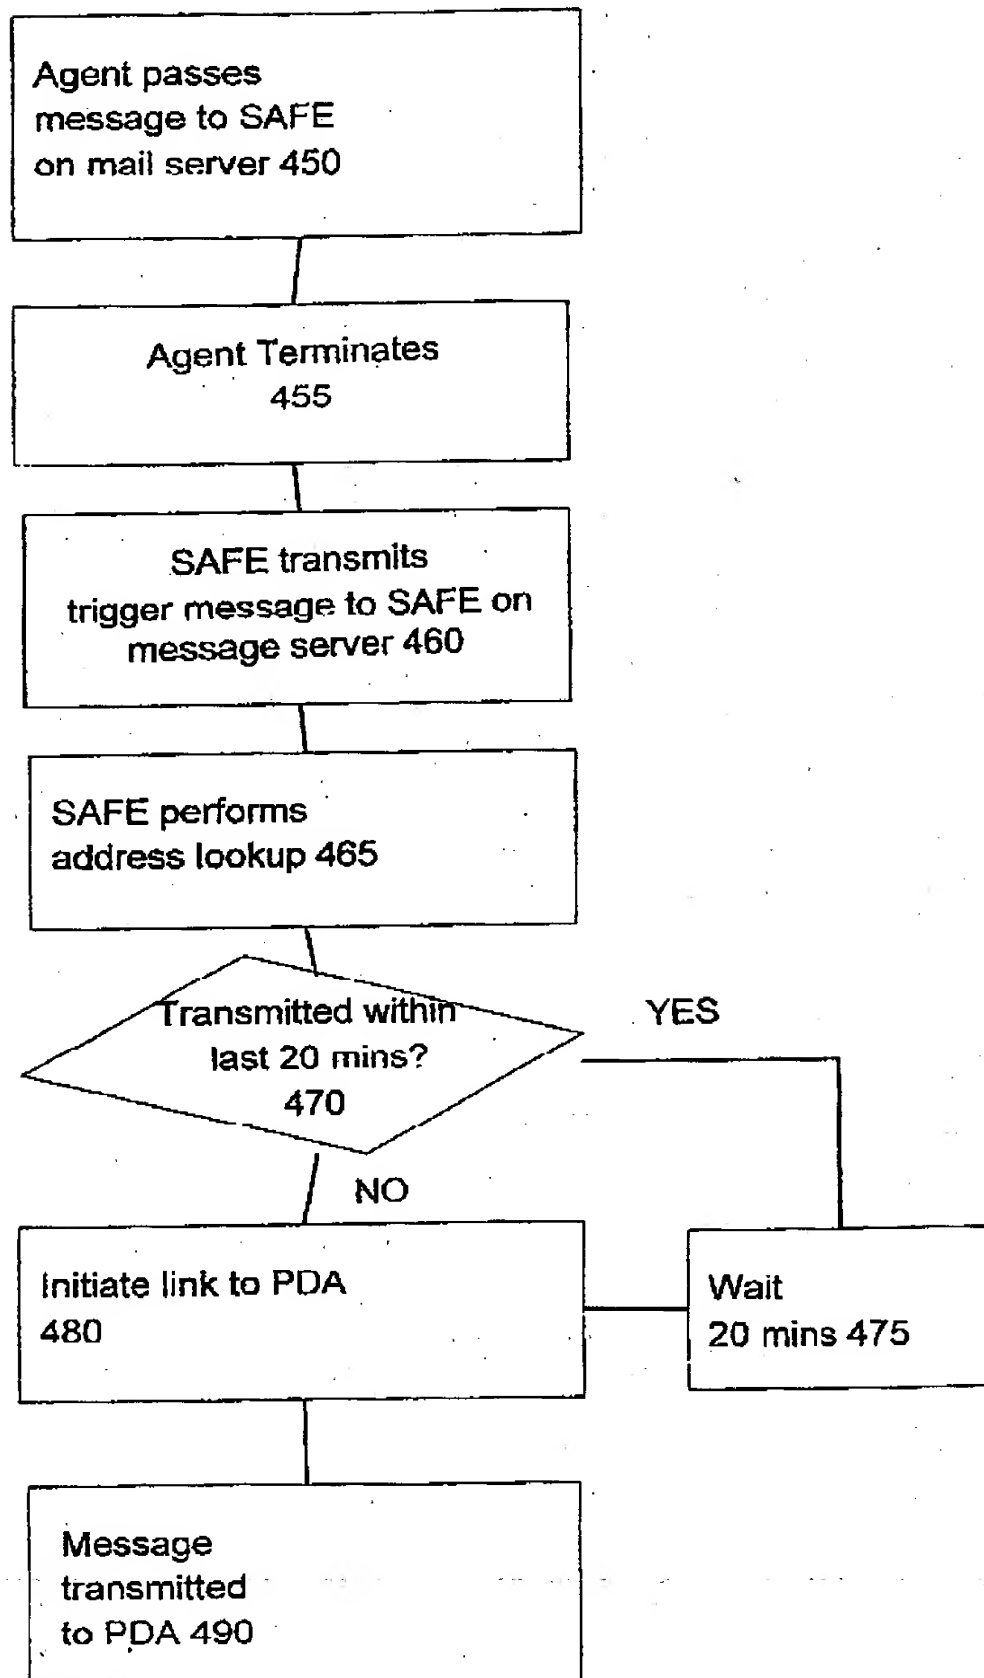 Agent passes
message to SAFE
on mail server 450
Agent Terminates
455
SAFE transmits
trigger message to SAFE on
message server 460
SAFE performs
address lookup 465
Transmitted within
last 20 mins?
470
YES
NO
Initiate link to PDA
480
Wait
20 mins 475
Message
transmitted
to PDA 490